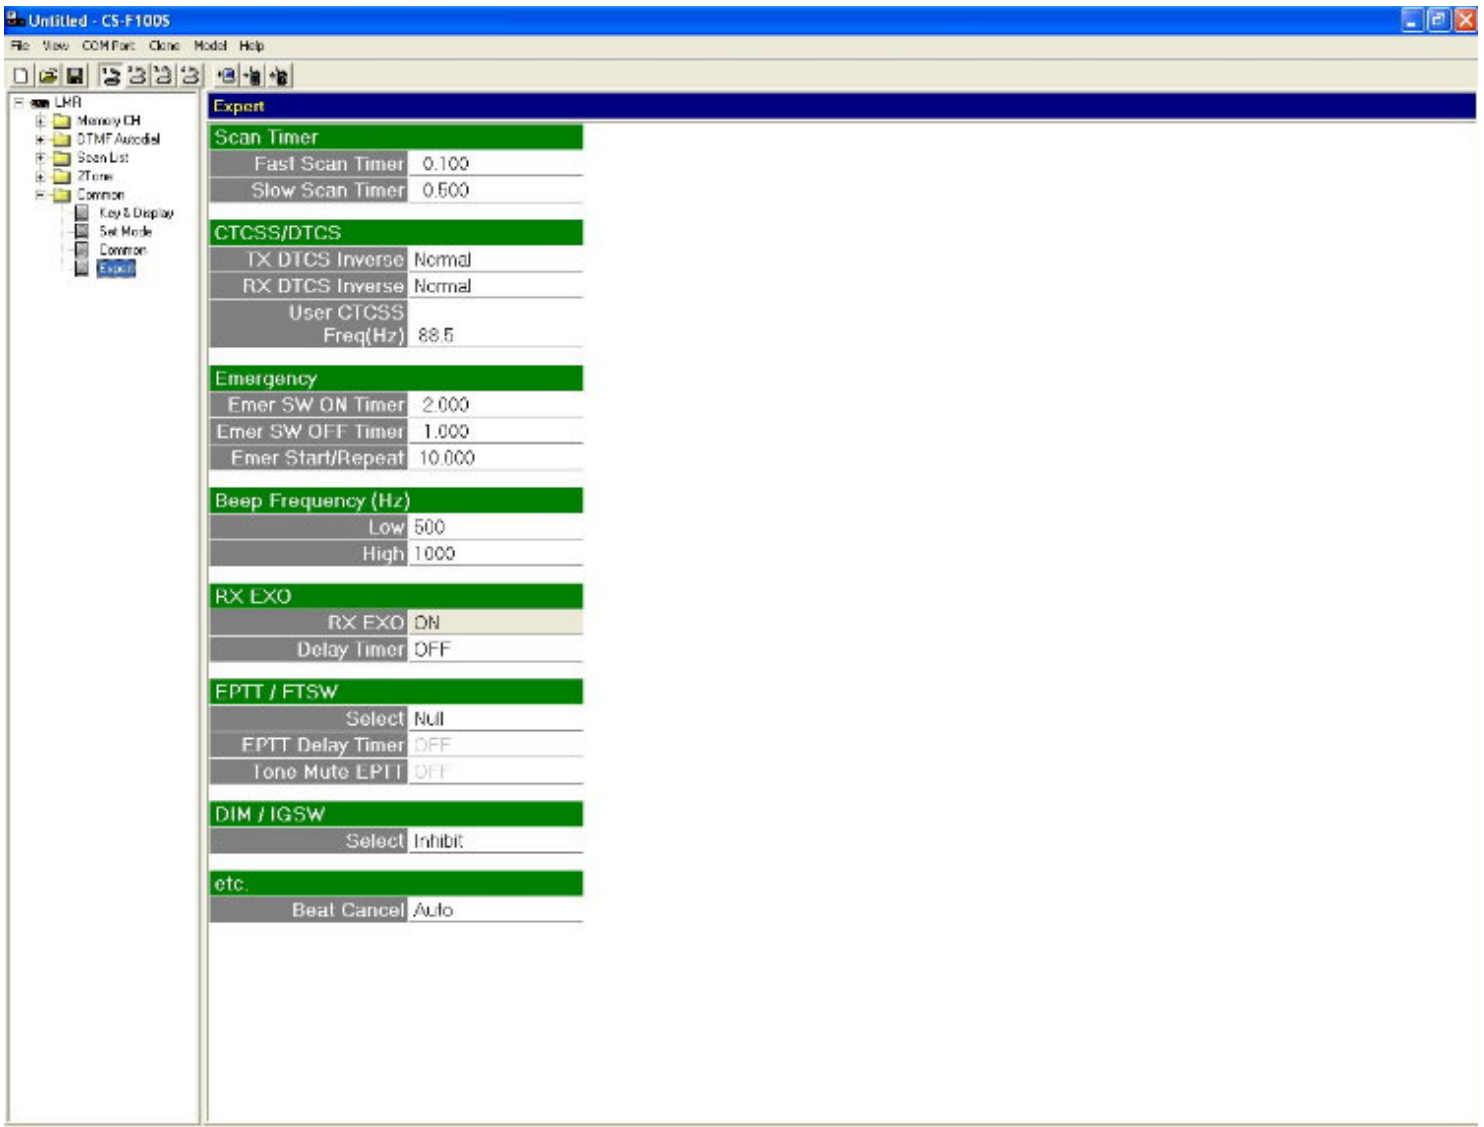 Untitled - CS-F100S
File View COM Port Clone Model Help
LMR
Memory CH
DTMF Autodial
Scan List
2Tone
Common
Key & Display
Set Mode
Common
Expert
Expert
Scan Timer
Fast Scan Timer 0.100
Slow Scan Timer 0.500
CTCSS/DTCS
TX DTCS Inverse Normal
RX DTCS Inverse Normal
User CTCSS
Freq(Hz) 88.5
Emergency
Emer SW ON Timer 2.000
Emer SW OFF Timer 1.000
Emer Start/Repeat 10.000
Beep Frequency (Hz)
Low 500
High 1000
RX EXO
RX EXO ON
Delay Timer OFF
EPTT / FTSW
Select Null
EPTT Delay Timer OFF
Tone Mute EPTT OFF
DIM / IGSW
Select Inhibit
etc.
Beat Cancel Auto